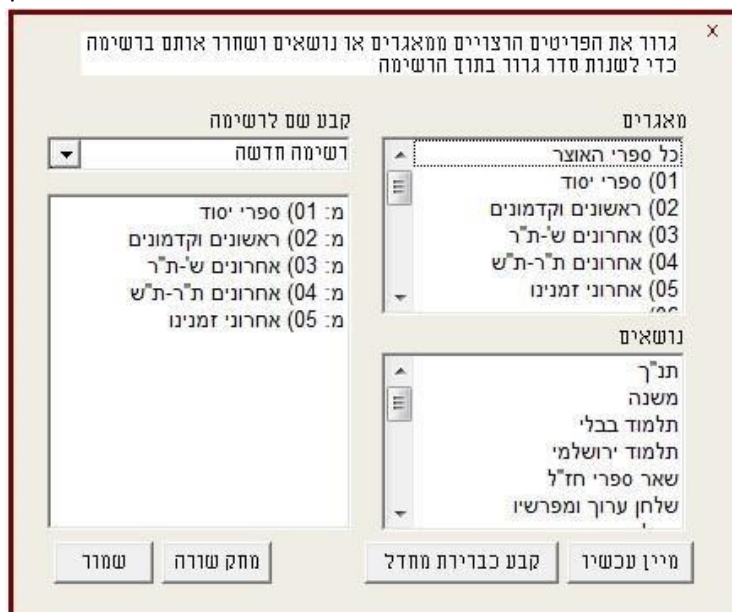 גרור את הפריטים הרצויים ממאגרים או נושאים ושחרר אותם ברשימה
כדי לשנות סדר גרור בתוך הרשימה
מאגרים
כל ספרי האוצר
01) ספרי יסוד
02) ראשונים וקדמונים
03) אחרונים ש'-ת"ר
04) אחרונים ת"ר-ת"ש
05) אחרוני זמנינו
נושאים
תנ"ך
משנה
תלמוד בבלי
תלמוד ירושלמי
שאר ספרי חז"ל
שלחן ערוך ומפרשיו
קבע שם לרשימה
רשימה חדשה
מ: 01) ספרי יסוד
מ: 02) ראשונים וקדמונים
מ: 03) אחרונים ש'-ת"ר
מ: 04) אחרונים ת"ר-ת"ש
מ: 05) אחרוני זמנינו
מיין עכשיו
קבע כברירת מחדל
מחק שורה
שמור